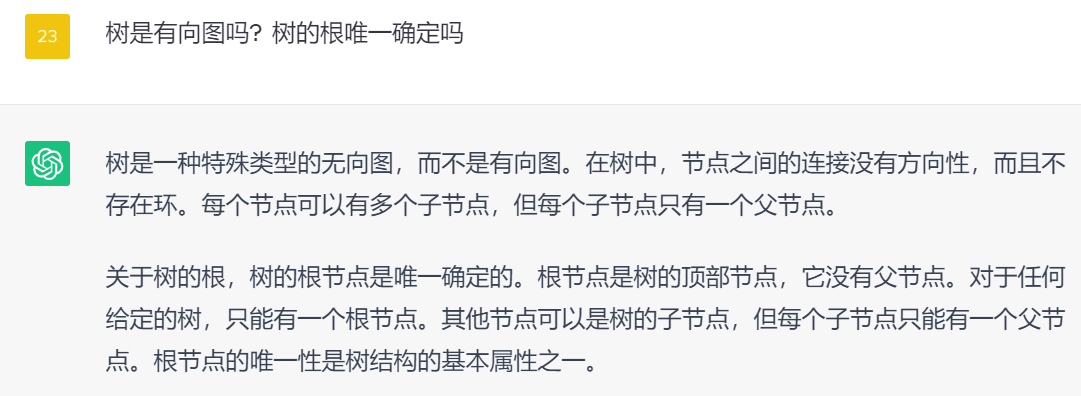 23
树是有向图吗? 树的根唯一确定吗
树是一种特殊类型的无向图，而不是有向图。在树中，节点之间的连接没有方向性，而且不
存在环。每个节点可以有多个子节点，但每个子节点只有一个父节点。
关于树的根，树的根节点是唯一确定的。根节点是树的顶部节点，它没有父节点。对于任何
给定的树，只能有一个根节点。其他节点可以是树的子节点，但每个子节点只能有一个父节
点。根节点的唯一性是树结构的基本属性之一。